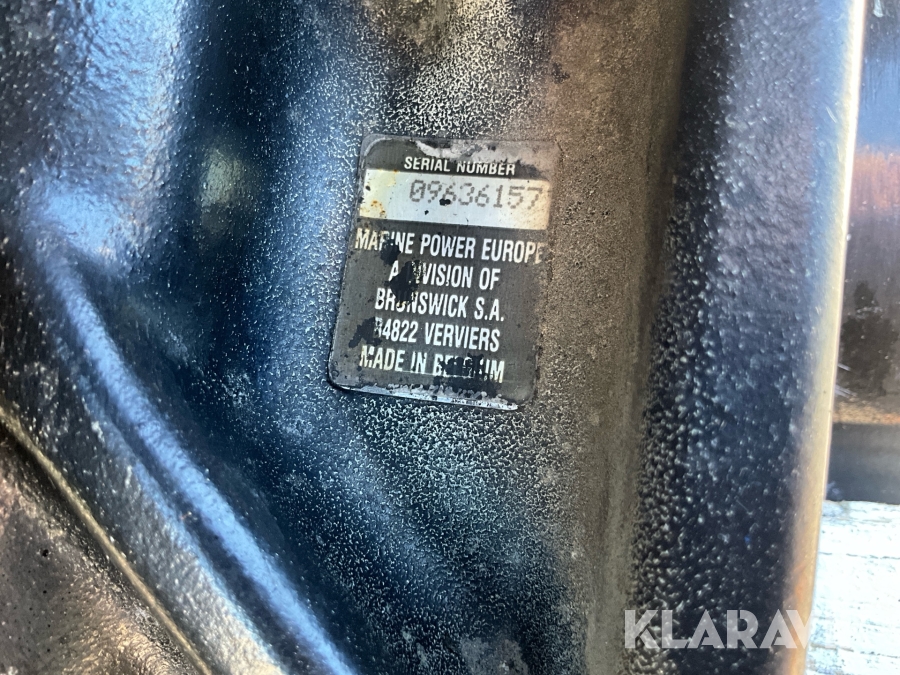 SERIAL NUMBER
09636157
MARINE POWER EUROPE
A DIVISION OF
BRUNSWICK S.A.
B4822 VERVIERS
MADE IN BELGIUM
KLARAV